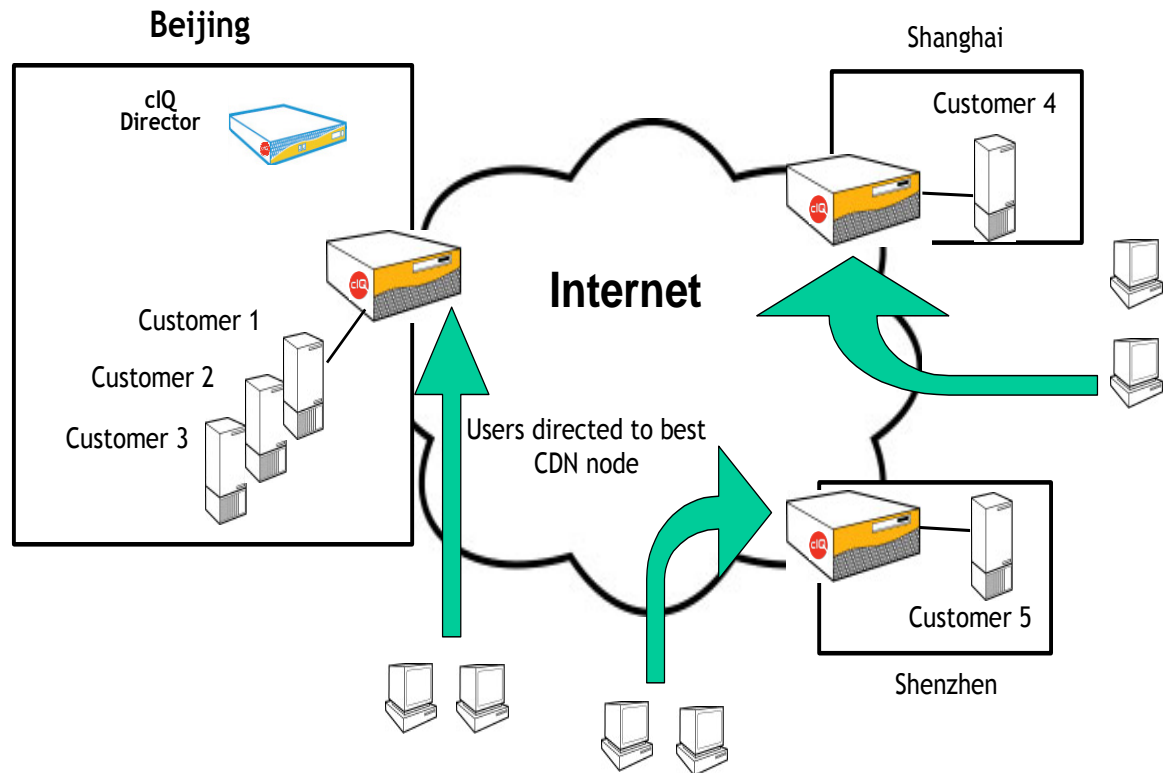 Beijing
cIQ
Director
Customer 1
Customer 2
Customer 3
cIQ
Internet
Users directed to best
CDN node
Shanghai
Customer 4
cIQ
cIQ
Customer 5
Shenzhen